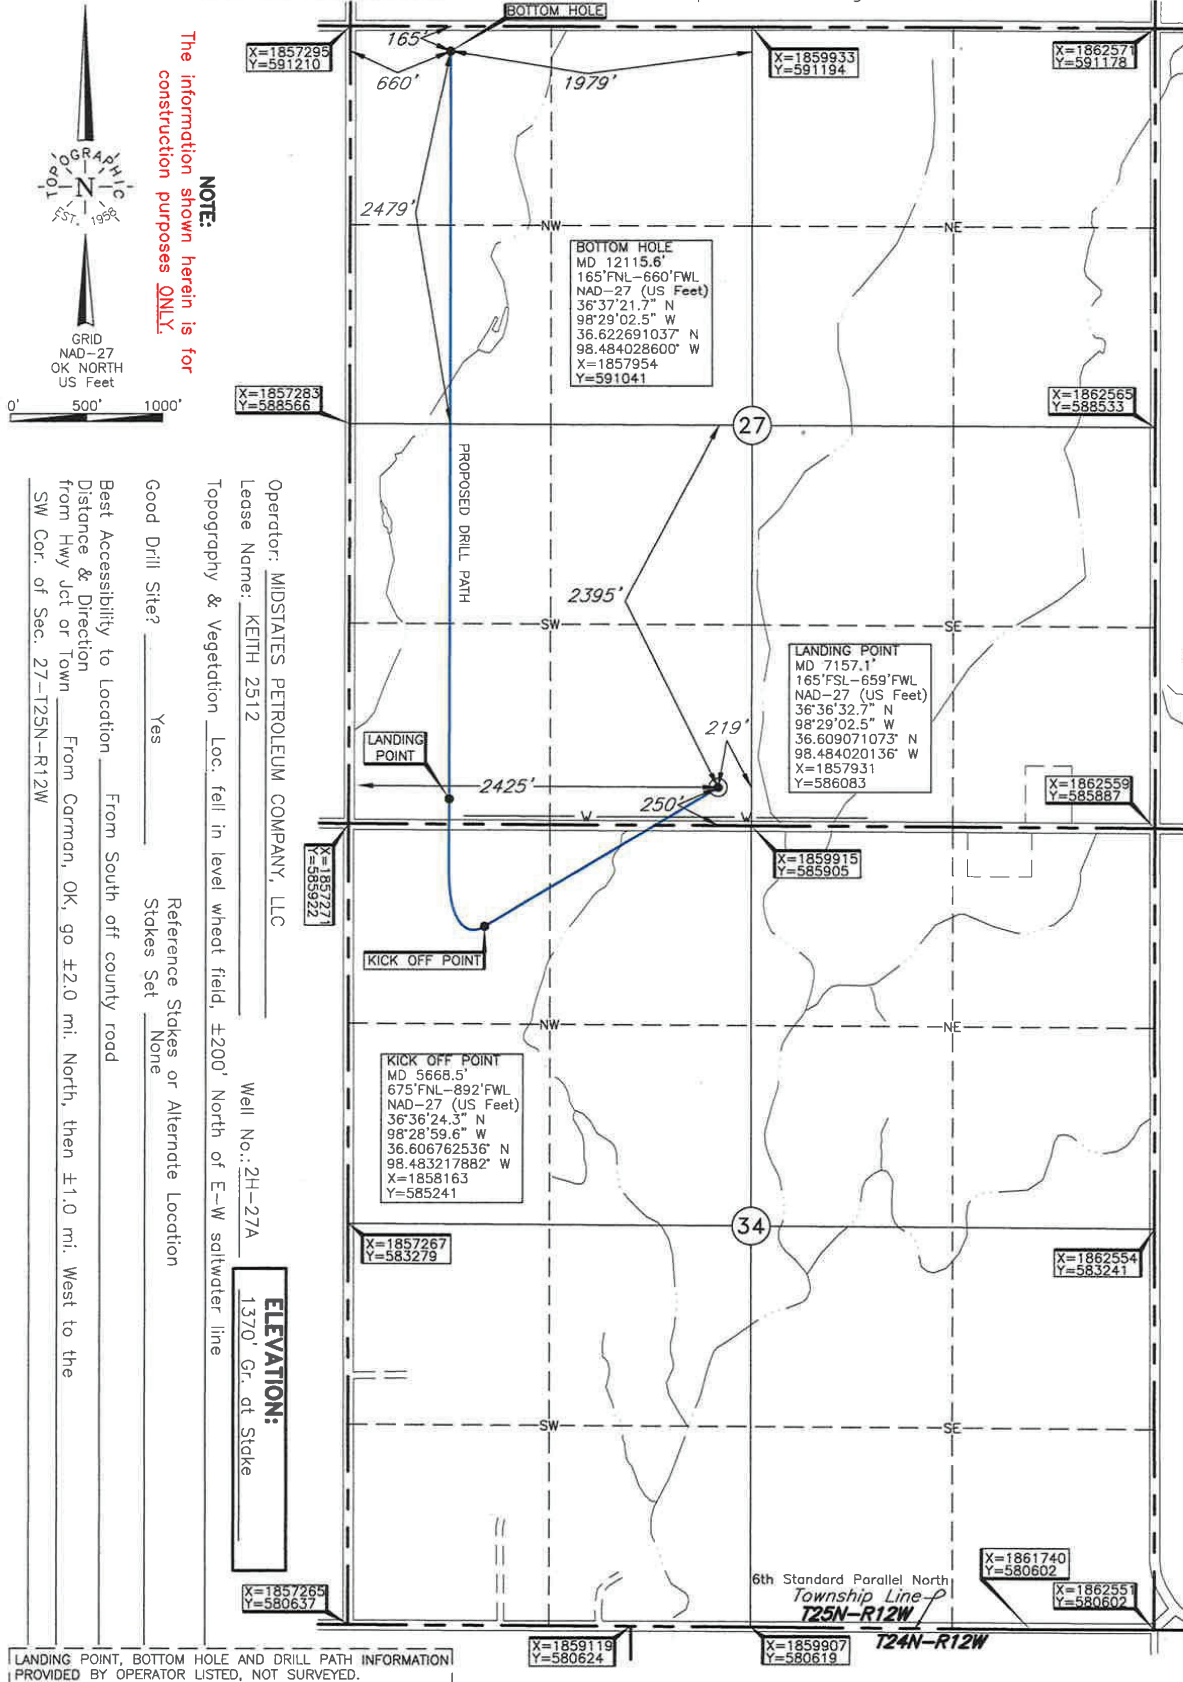 BOTTOM HOLE
165'
660'
1979'
2479'
X=1857295
Y=591210
X=1859933
Y=591194
X=1862571
Y=591178
TOPOGRAPHIC
N
EST. 1958
GRID
NAD-27
OK NORTH
US Feet
0' 500' 1000'
NOTE:
The information shown herein is for
construction purposes ONLY.
NW
NE
BOTTOM HOLE
MD 12115.6'
165'FNL-660'FWL
NAD-27 (US Feet)
36°37'21.7" N
98°29'02.5" W
36.622691037° N
98.484028600° W
X=1857954
Y=591041
X=1857283
Y=588566
X=1862565
Y=588533
27
PROPOSED DRILL PATH
2395'
SW
SE
LANDING POINT
MD 7157.1'
165'FSL-659'FWL
NAD-27 (US Feet)
36°36'32.7" N
98°29'02.5" W
36.609071073° N
98.484020136° W
X=1857931
Y=586083
LANDING
POINT
219'
2425'
250'
W
W
X=1862559
Y=585887
X=1857271
Y=585922
X=1859915
Y=585905
KICK OFF POINT
NW
NE
KICK OFF POINT
MD 5668.5'
675'FNL-892'FWL
NAD-27 (US Feet)
36°36'24.3" N
98°28'59.6" W
36.606762536° N
98.483217882° W
X=1858163
Y=585241
34
X=1857267
Y=583279
X=1862554
Y=583241
SW
SE
Operator: MIDSTATES PETROLEUM COMPANY, LLC
Lease Name: KEITH 2512 Well No.: 2H-27A
ELEVATION:
1370' Gr. at Stake
Topography & Vegetation Loc. fell in level wheat field, ±200' North of E-W saltwater line
Reference Stakes or Alternate Location
Good Drill Site? Yes Stakes Set None
Best Accessibility to Location From South off county road
Distance & Direction
from Hwy Jct or Town From Carman, OK, go ±2.0 mi. North, then ±1.0 mi. West to the
SW Cor. of Sec. 27-T25N-R12W
X=1857265
Y=580637
6th Standard Parallel North
Township Line
T25N-R12W
T24N-R12W
X=1861740
Y=580602
X=1862551
Y=580602
X=1859119
Y=580624
X=1859907
Y=580619
LANDING POINT, BOTTOM HOLE AND DRILL PATH INFORMATION
PROVIDED BY OPERATOR LISTED, NOT SURVEYED.